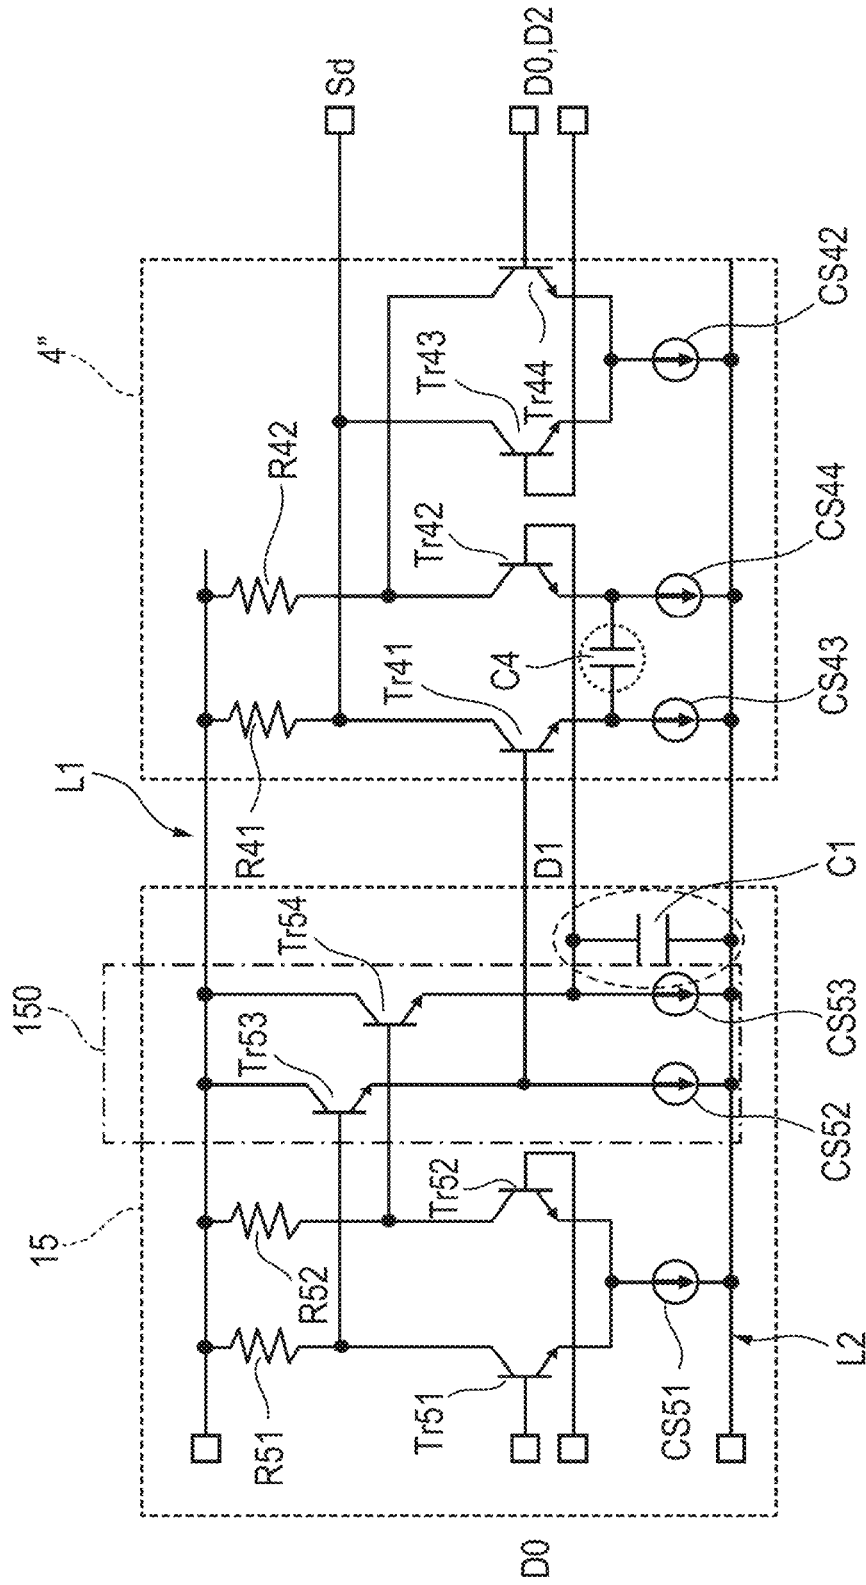 4”
Sd
D0,D2
R42
Tr43
Tr44
CS42
Tr42
CS44
Tr41
C4
CS43
L1
R41
D1
C1
Tr54
150
Tr53
CS53
CS52
Tr52
15
R52
R51
Tr51
CS51
L2
D0